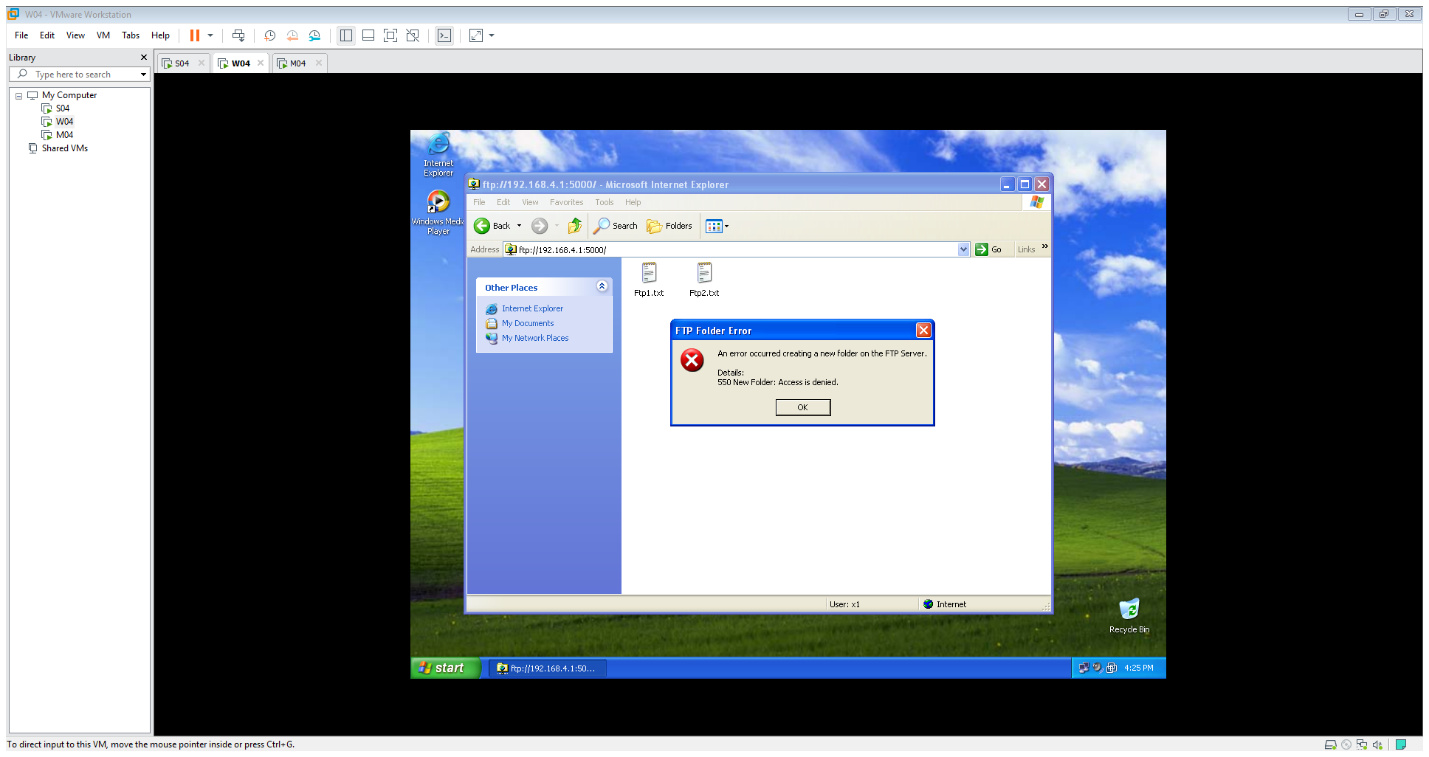 W04 - VMware Workstation
File Edit View VM Tabs Help
Library
Type here to search
My Computer
S04
W04
M04
Shared VMs
S04 W04 M04
Internet Explorer
Windows Media Player
ftp://192.168.4.1:5000/ - Microsoft Internet Explorer
File Edit View Favorites Tools Help
Back Search Folders
Address ftp://192.168.4.1:5000/ Go Links »
Other Places
Internet Explorer
My Documents
My Network Places
Ftp1.txt Ftp2.txt
FTP Folder Error
An error occurred creating a new folder on the FTP Server.
Details:
550 New Folder: Access is denied.
OK
User: x1 Internet
Recycle Bin
start ftp://192.168.4.1:50... 4:25 PM
To direct input to this VM, move the mouse pointer inside or press Ctrl+G.